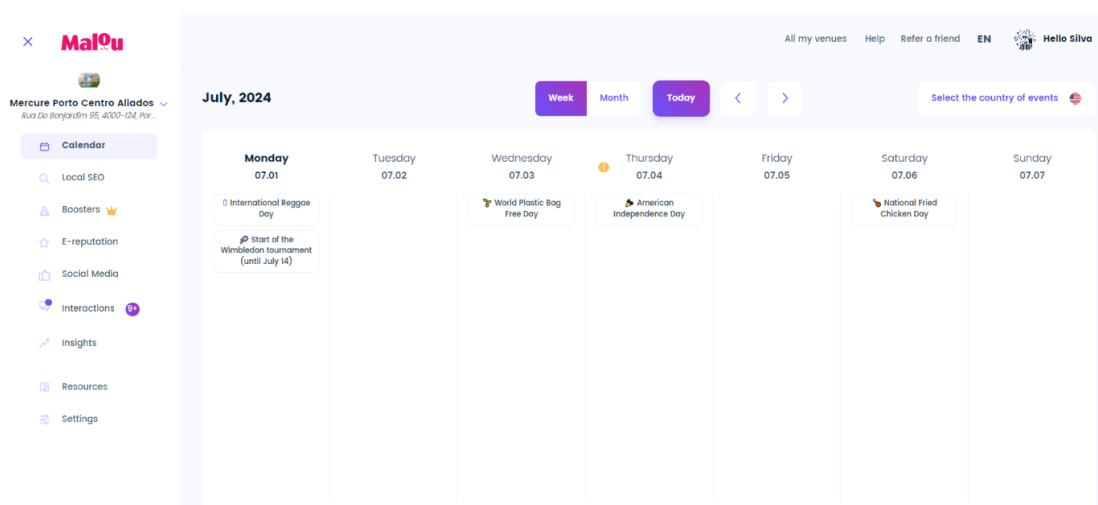 Malou
All my venues Help Refer a friend EN Hello Silva
Mercure Porto Centro Aliados
Rua Do Bonjardim 95, 4000-124, Por...
Calendar
Local SEO
Boosters
E-reputation
Social Media
Interactions 9+
Insights
Resources
Settings
July, 2024 Week Month Today Select the country of events
Monday Tuesday Wednesday Thursday Friday Saturday Sunday
07.01 07.02 07.03 07.04 07.05 07.06 07.07
International Reggae
Day
Start of the
Wimbledon tournament
(until July 14)
World Plastic Bag
Free Day
American
Independence Day
National Fried
Chicken Day